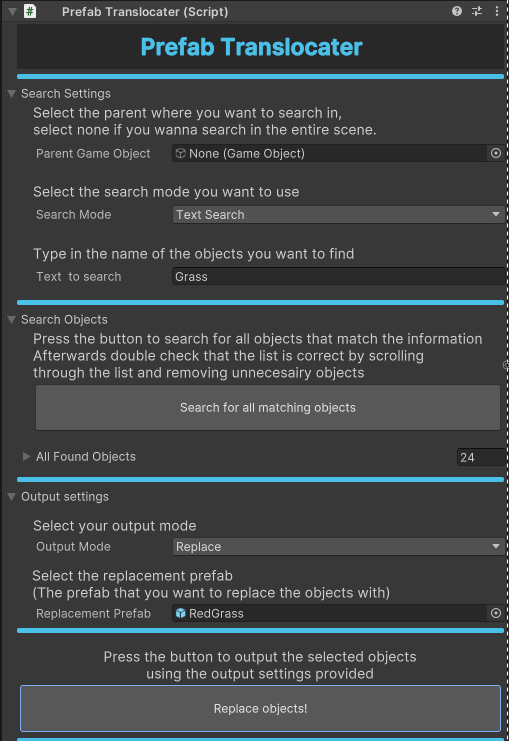 Prefab Translocater (Script)
Prefab Translocater
Search Settings
Select the parent where you want to search in,
select none if you wanna search in the entire scene.
Parent Game Object None (Game Object)
Select the search mode you want to use
Search Mode Text Search
Type in the name of the objects you want to find
Text to search Grass
Search Objects
Press the button to search for all objects that match the information
Afterwards double check that the list is correct by scrolling
through the list and removing unnecesairy objects
Search for all matching objects
All Found Objects 24
Output settings
Select your output mode
Output Mode Replace
Select the replacement prefab
(The prefab that you want to replace the objects with)
Replacement Prefab RedGrass
Press the button to output the selected objects
using the output settings provided
Replace objects!